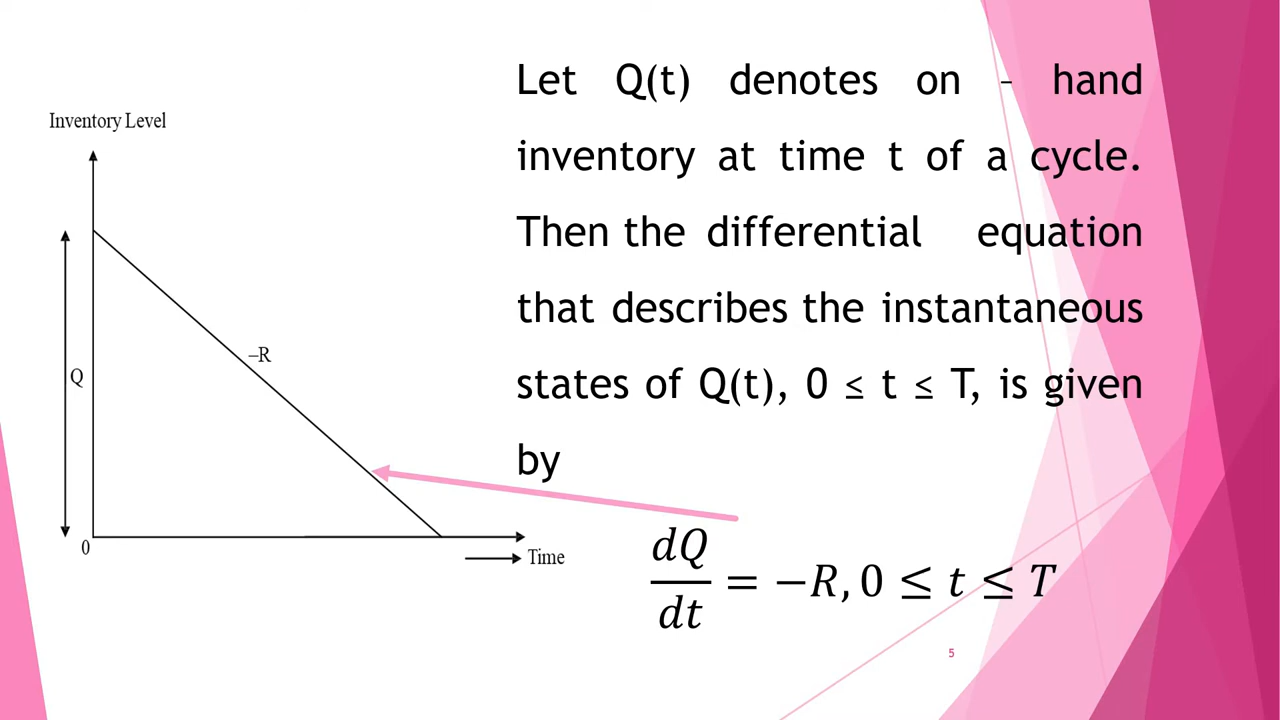 Inventory Level
Q
–R
0
Time
Let Q(t) denotes on – hand
inventory at time t of a cycle.
Then the differential equation
that describes the instantaneous
states of Q(t), 0 ≤ t ≤ T, is given
by
dQ/dt = −R, 0 ≤ t ≤ T
5